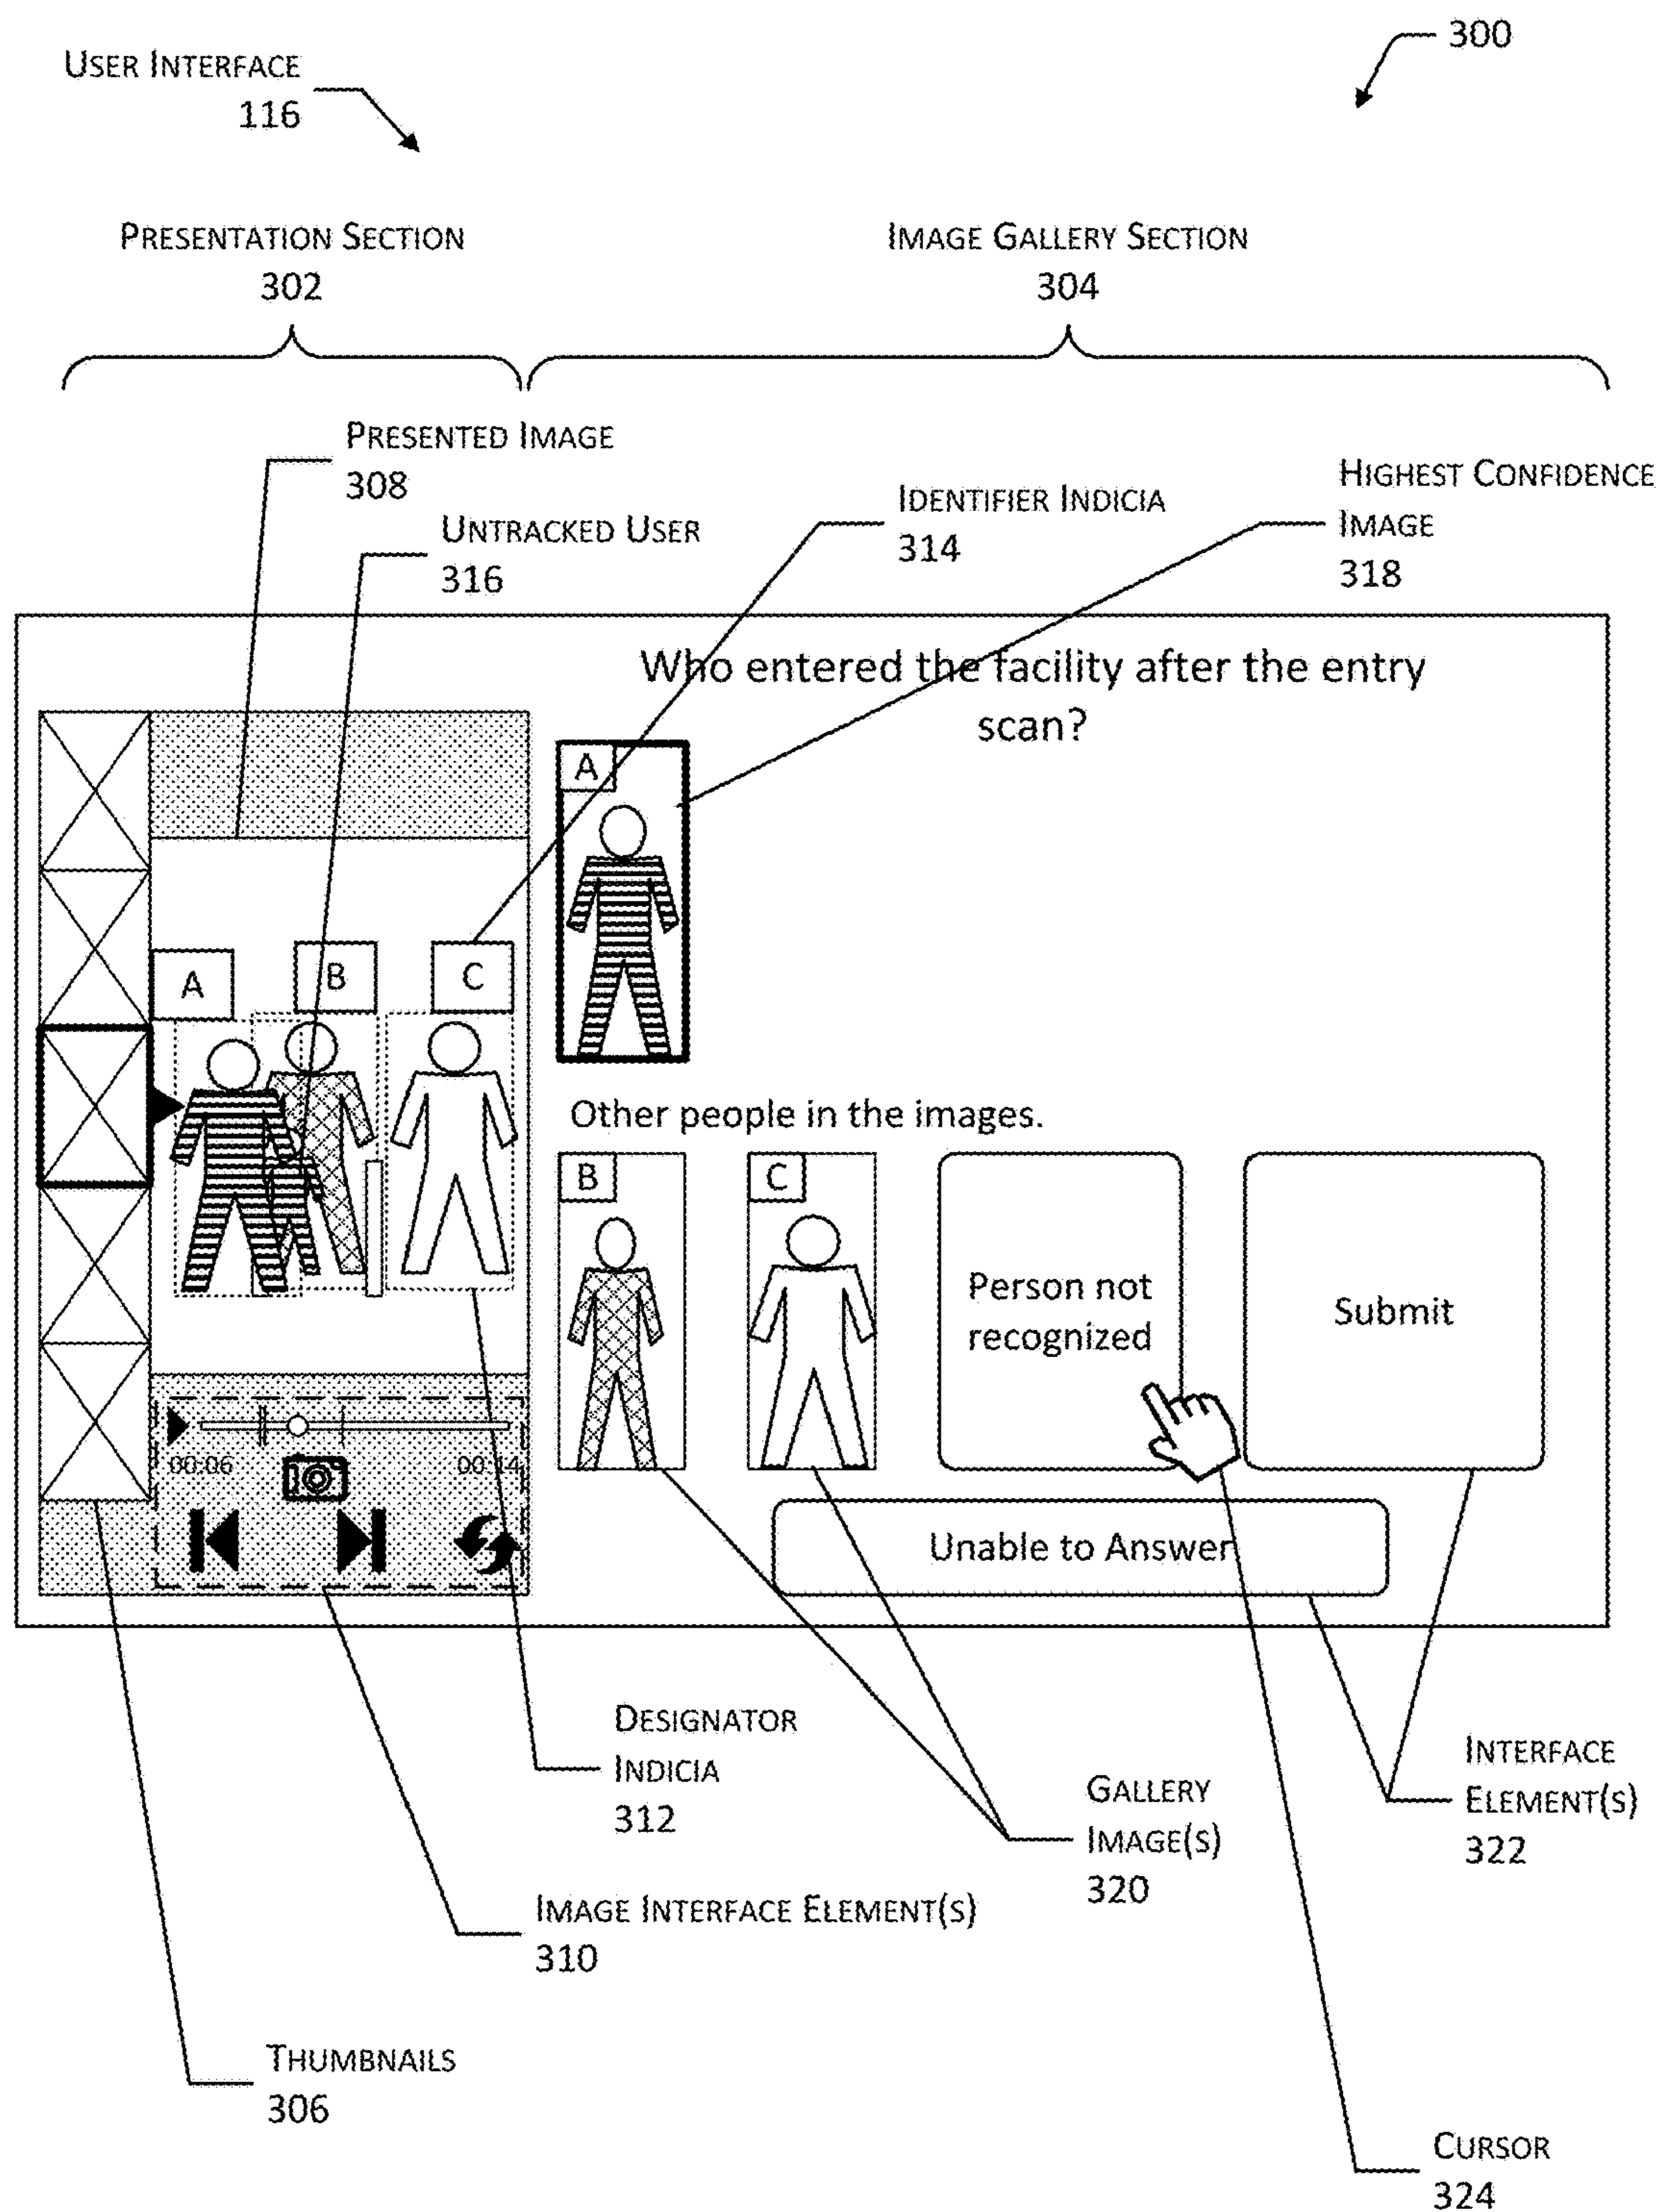 300
USER INTERFACE
116
PRESENTATION SECTION
302
IMAGE GALLERY SECTION
304
PRESENTED IMAGE
308
UNTRACKED USER
316
IDENTIFIER INDICIA
314
HIGHEST CONFIDENCE
IMAGE
318
Who entered the facility after the entry
scan?
A
A
B
C
Other people in the images.
B
C
Person not
recognized
Submit
00:06
00:14
Unable to Answer
DESIGNATOR
INDICIA
312
GALLERY
IMAGE(S)
320
INTERFACE
ELEMENT(S)
322
IMAGE INTERFACE ELEMENT(S)
310
THUMBNAILS
306
CURSOR
324